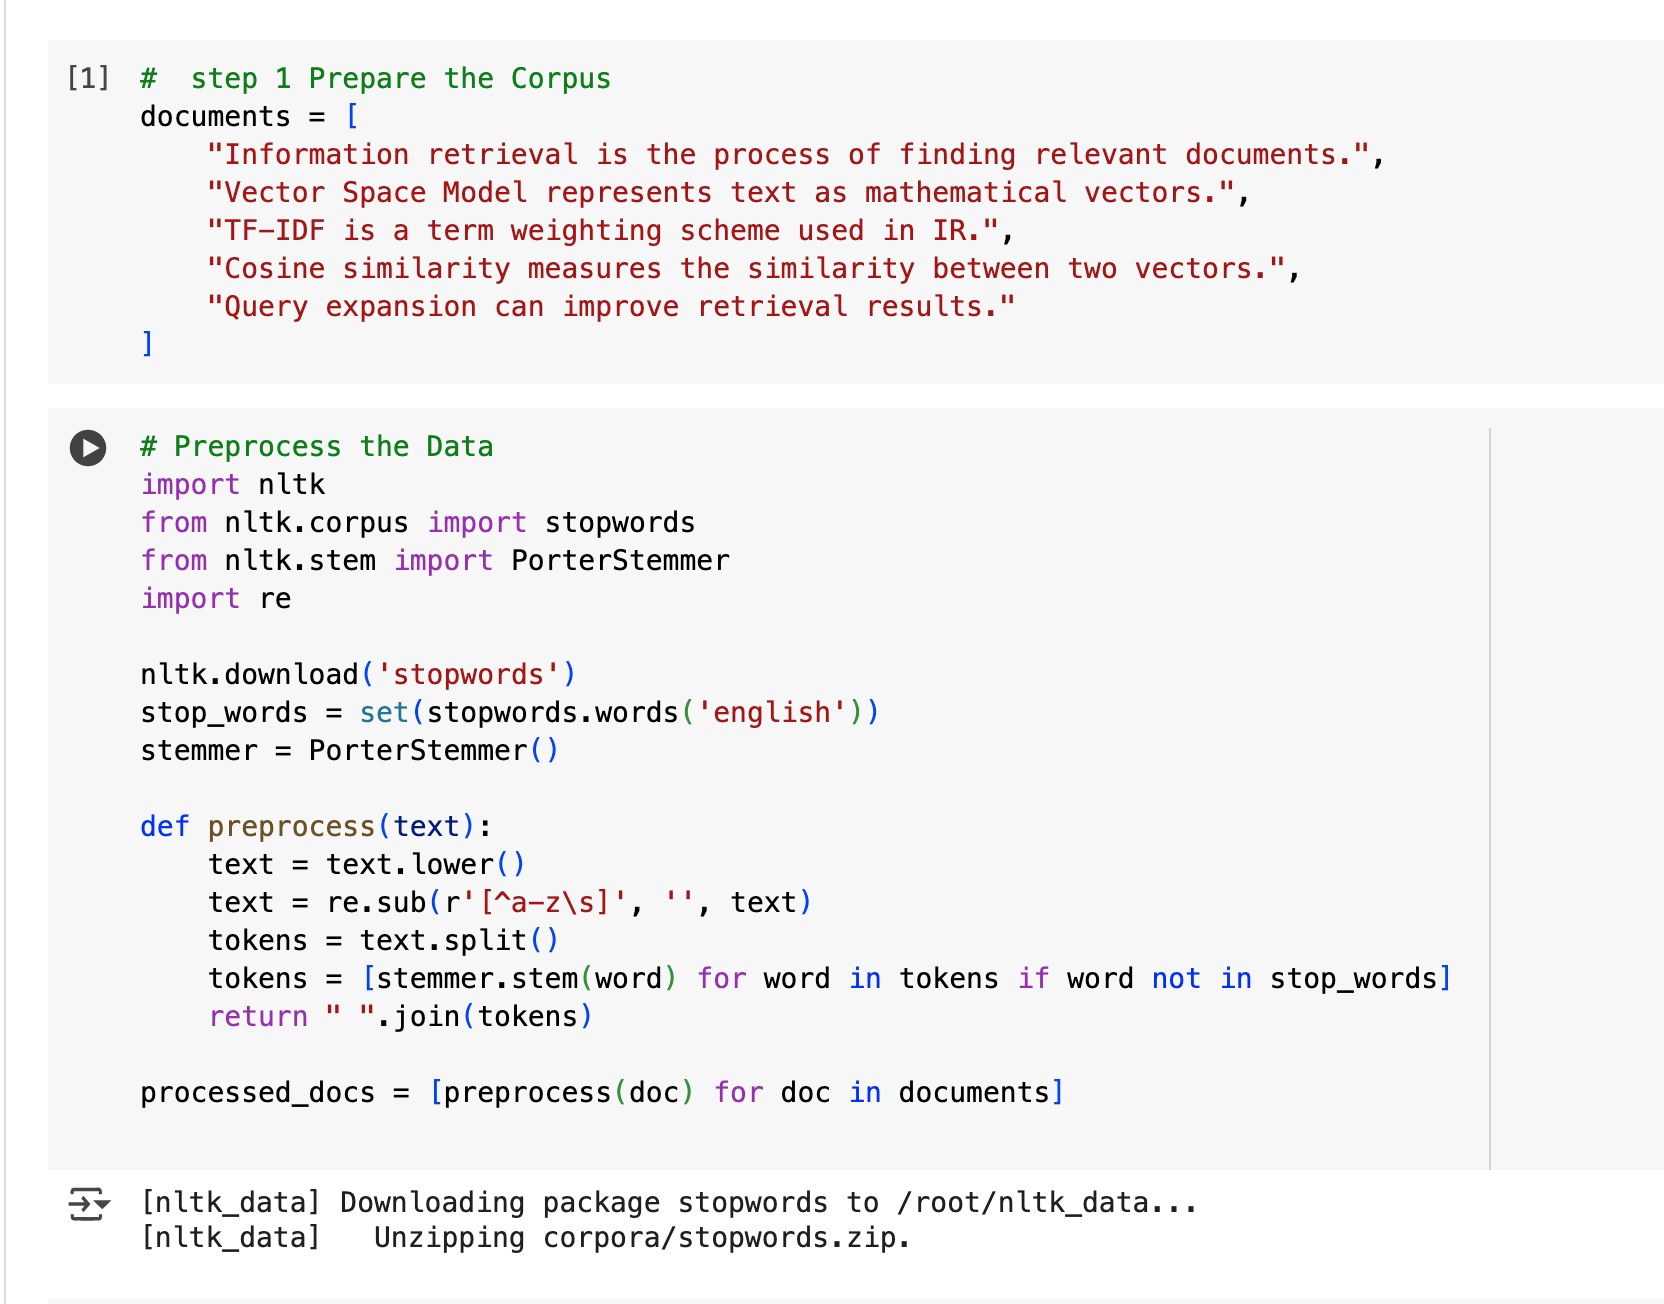 [1] #  step 1 Prepare the Corpus
documents = [
    "Information retrieval is the process of finding relevant documents.",
    "Vector Space Model represents text as mathematical vectors.",
    "TF-IDF is a term weighting scheme used in IR.",
    "Cosine similarity measures the similarity between two vectors.",
    "Query expansion can improve retrieval results."
]
# Preprocess the Data
import nltk
from nltk.corpus import stopwords
from nltk.stem import PorterStemmer
import re
nltk.download('stopwords')
stop_words = set(stopwords.words('english'))
stemmer = PorterStemmer()
def preprocess(text):
    text = text.lower()
    text = re.sub(r'[^a-z\s]', '', text)
    tokens = text.split()
    tokens = [stemmer.stem(word) for word in tokens if word not in stop_words]
    return " ".join(tokens)
processed_docs = [preprocess(doc) for doc in documents]
[nltk_data] Downloading package stopwords to /root/nltk_data...
[nltk_data]   Unzipping corpora/stopwords.zip.